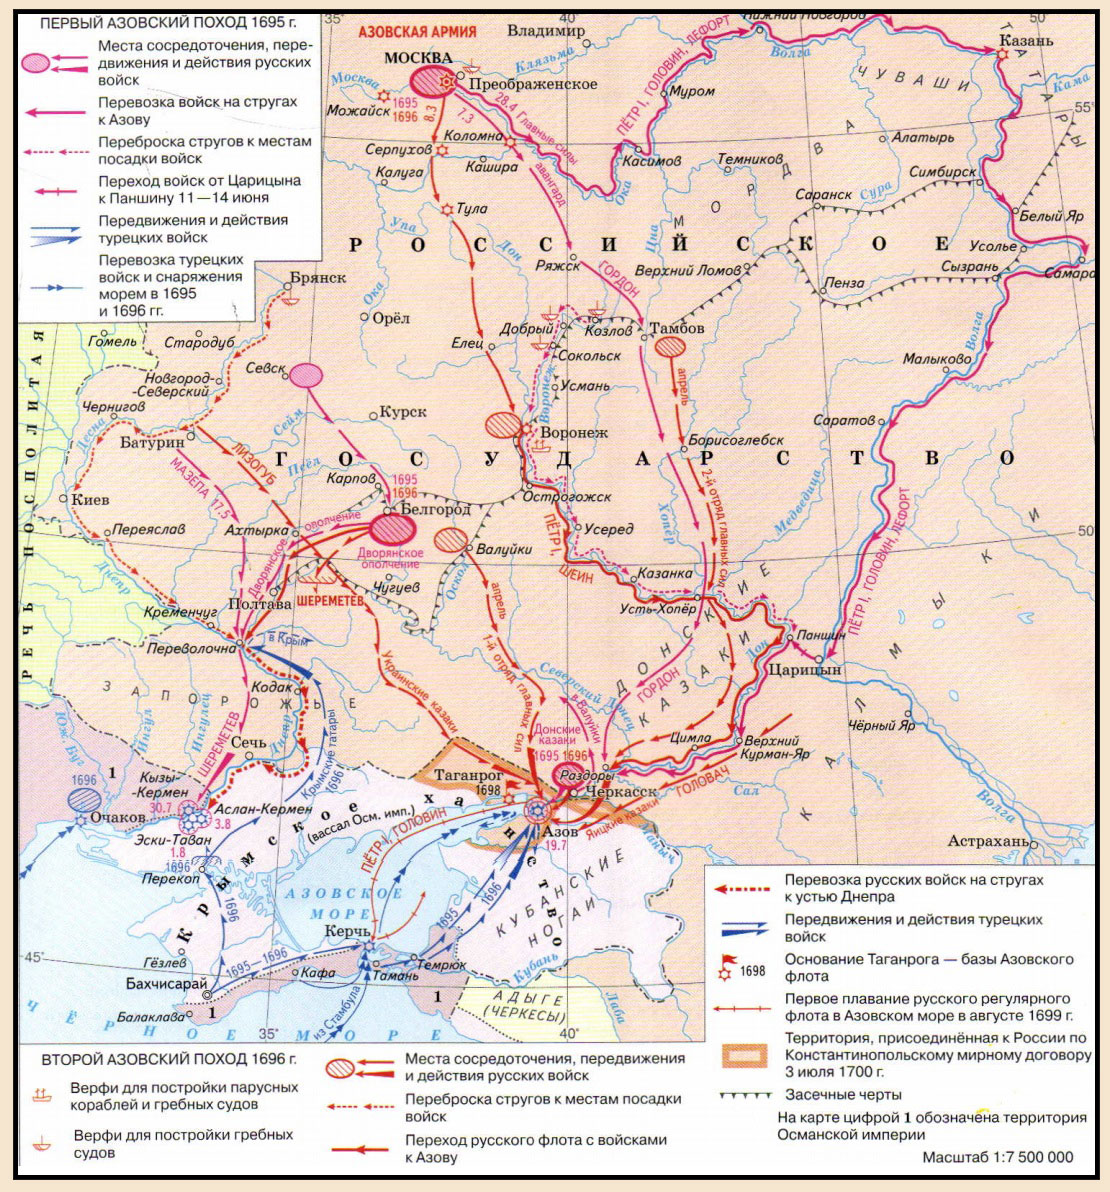 ПЕРВЫЙ АЗОВСКИЙ ПОХОД 1695 г.
Места сосредоточения, пере-
движения и действия русских
войск
Перевозка войск на стругах
к Азову
Переброска стругов к местам
посадки войск
Переход войск от Царицына
к Паншину 11—14 июня
Передвижения и действия
турецких войск
Перевозка турецких
войск и снаряжения
морем в 1695
и 1696 гг.
35°
40°
50°
АЗОВСКАЯ АРМИЯ
МОСКВА
Преображенское
Владимир
Нижний Новгород
Казань
Клязьма
Москва
Волга
Кама
ТАТАРЫ
ЧУВАШИ
МОРДВА
55°
Можайск
1695
1696
8.3
7.3
28.4 Главные силы
авангард
ПЁТР I, ГОЛОВИН, ЛЕФОРТ
Муром
Алатырь
Коломна
Серпухов
Кашира
Касимов
Темников
Симбирск
Калуга
Ока
Саранск
Сура
Тула
Упа
Дон
Цна
Белый Яр
РОССИЙСКОЕ
Усолье
Ряжск
ГОРДОН
Верхний Ломов
Сызрань
Самара
Пенза
Брянск
Ока
Орёл
Добрый
Козлов
Тамбов
Волга
Гомель
Стародуб
Елец
Сокольск
Малыково
Севск
Новгород-
-Северский
Усмань
Воронеж
апрель
Чернигов
Курск
Сейм
Саратов
Десна
Батурин
Воронеж
Борисоглебск
ГОСУДАРСТВО
ЛИЗОГУБ
Псёл
МАЗЕПА 17.5
Карпов
1695
1696
Острогожск
2-й отряд главных сил
Медведица
Киев
Белгород
Хопёр
ПЁТР I, ГОЛОВИН, ЛЕФОРТ
Переяслав
Ахтырка
ополчение
Усеред
50°
Дворянское
Дворянское
ополчение
Валуйки
ПЁТР I,
ШЕИН
Казанка
Днепр
Чугуев
Оскол
Полтава
ШЕРЕМЕТЕВ
апрель
Усть-Хопёр
Кременчуг
РЕЧЬ ПОСПОЛИТАЯ
Переволочна
в Крым
1-й отряд главных сил
Дон
Паншин
Царицын
Украинские казаки
Северский Донец
ДОНСКИЕ
КАЗАКИ
КАЛМЫКИ
ЗАПОРОЖЬЕ
Кодак
в Валуйки
ГОРДОН
Юж. Буг
Ингул
Ингулец
Днепр
Чёрный Яр
Сечь
ШЕРЕМЕТЕВ
Донские
казаки
1695 1696
Цимла
Верхний
Курман-Яр
Крымские татары
1696
1
1696
Кызы-
-Кермен
30.7
Таганрог
1698
Раздоры
Черкасск
ГОЛОВАЧ
Сал
Волга
Очаков
Аслан-Кермен
3.8
Эски-Таван
1.8
1696
Перекоп
(вассал Осм. имп.)
ПЁТР I, ГОЛОВИН
Азов
19.7
Яицкие казаки
Маныч
Астрахань
Крымское ханство
АЗОВСКОЕ
МОРЕ
КУБАНСКИЕ
НОГАИ
1696
1695
1696
Керчь
45°
Гёзлев
1695—1696
Кафа
Тамань
Темрюк
Кубань
Бахчисарай
1
1
Балаклава
из Стамбула
АДЫГЕ
(ЧЕРКЕСЫ)
Лаба
ЧЁРНОЕ МОРЕ
35°
40°
Перевозка русских войск на стругах
к устью Днепра
Передвижения и действия турецких
войск
1698
Основание Таганрога — базы Азовского
флота
Первое плавание русского регулярного
флота в Азовском море в августе 1699 г.
Территория, присоединённая к России по
Константинопольскому мирному договору
3 июля 1700 г.
Засечные черты
На карте цифрой 1 обозначена территория
Османской империи
Масштаб 1:7 500 000
ВТОРОЙ АЗОВСКИЙ ПОХОД 1696 г.
Верфи для постройки парусных
кораблей и гребных судов
Верфи для постройки гребных
судов
Места сосредоточения, передвижения
и действия русских войск
Переброска стругов к местам посадки
войск
Переход русского флота с войсками
к Азову